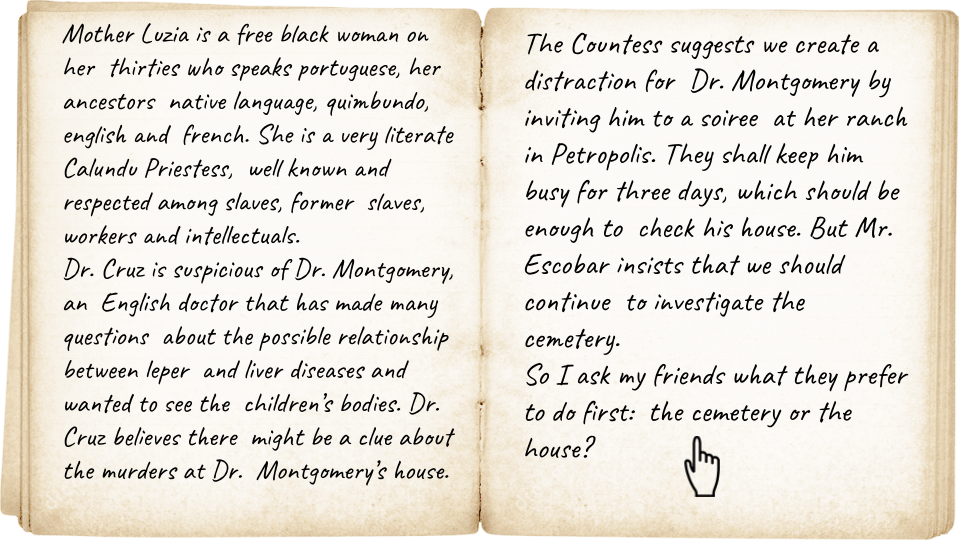 Mother Luzia is a free black woman on
her thirties who speaks portuguese, her
ancestors native language, quimbundo,
english and french. She is a very literate
Calundu Priestess, well known and
respected among slaves, former slaves,
workers and intellectuals.
Dr. Cruz is suspicious of Dr. Montgomery,
an English doctor that has made many
questions about the possible relationship
between leper and liver diseases and
wanted to see the children's bodies. Dr.
Cruz believes there might be a clue about
the murders at Dr. Montgomery's house.
The Countess suggests we create a
distraction for Dr. Montgomery by
inviting him to a soiree at her ranch
in Petropolis. They shall keep him
busy for three days, which should be
enough to check his house. But Mr.
Escobar insists that we should
continue to investigate the
cemetery.
So I ask my friends what they prefer
to do first: the cemetery or the
house?